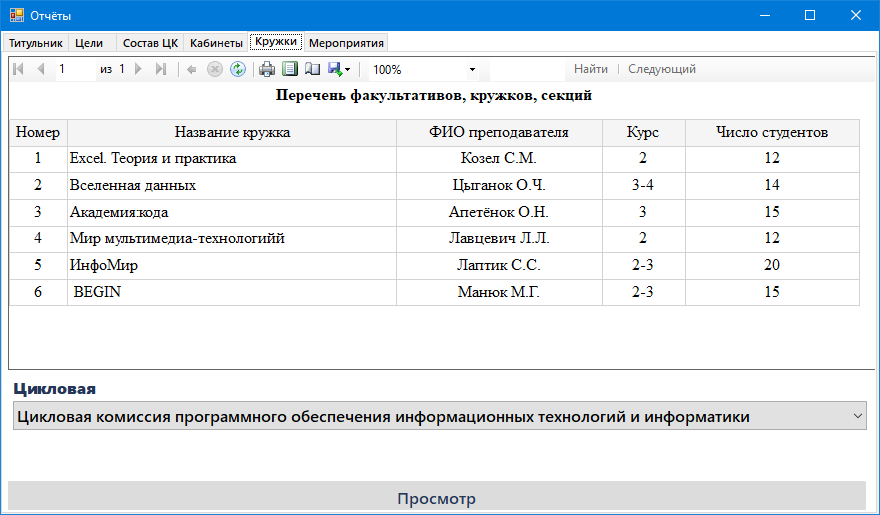 Отчёты
Титульник Цели Состав ЦК Кабинеты Кружки Мероприятия
1 из 1 100% Найти Следующий
Перечень факультативов, кружков, секций
Номер Название кружка ФИО преподавателя Курс Число студентов
1 Excel. Теория и практика Козел С.М. 2 12
2 Вселенная данных Цыганок О.Ч. 3-4 14
3 Академия:кода Апетёнок О.Н. 3 15
4 Мир мультимедиа-технологийй Лавцевич Л.Л. 2 12
5 ИнфоМир Лаптик С.С. 2-3 20
6 BEGIN Манюк М.Г. 2-3 15
Цикловая
Цикловая комиссия программного обеспечения информационных технологий и информатики
Просмотр